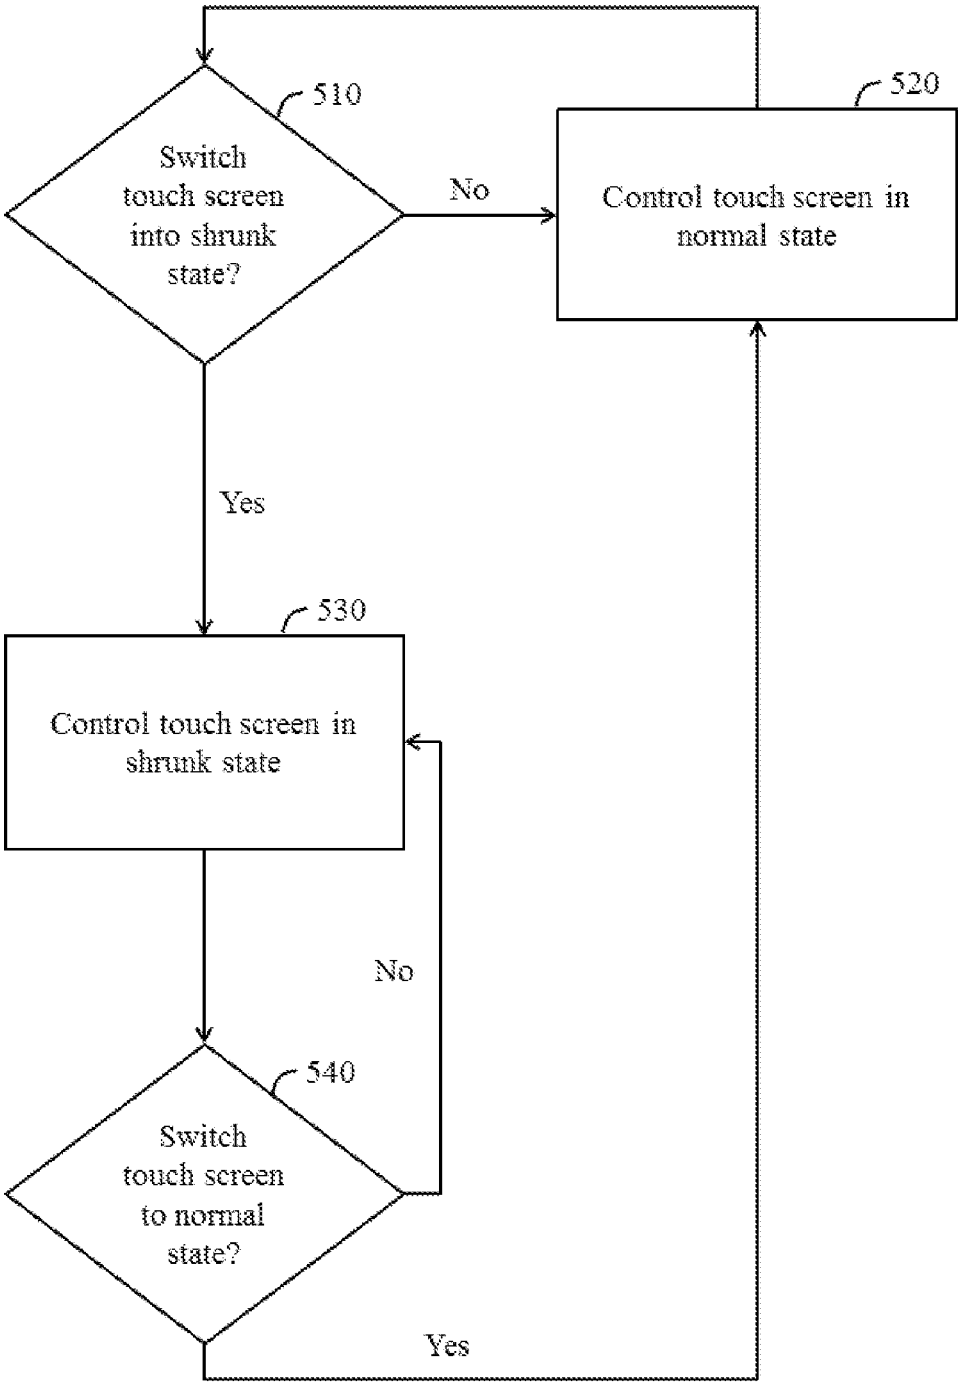 510
Switch
touch screen
into shrunk
state?
No
520
Control touch screen in
normal state
Yes
530
Control touch screen in
shrunk state
No
540
Switch
touch screen
to normal
state?
Yes